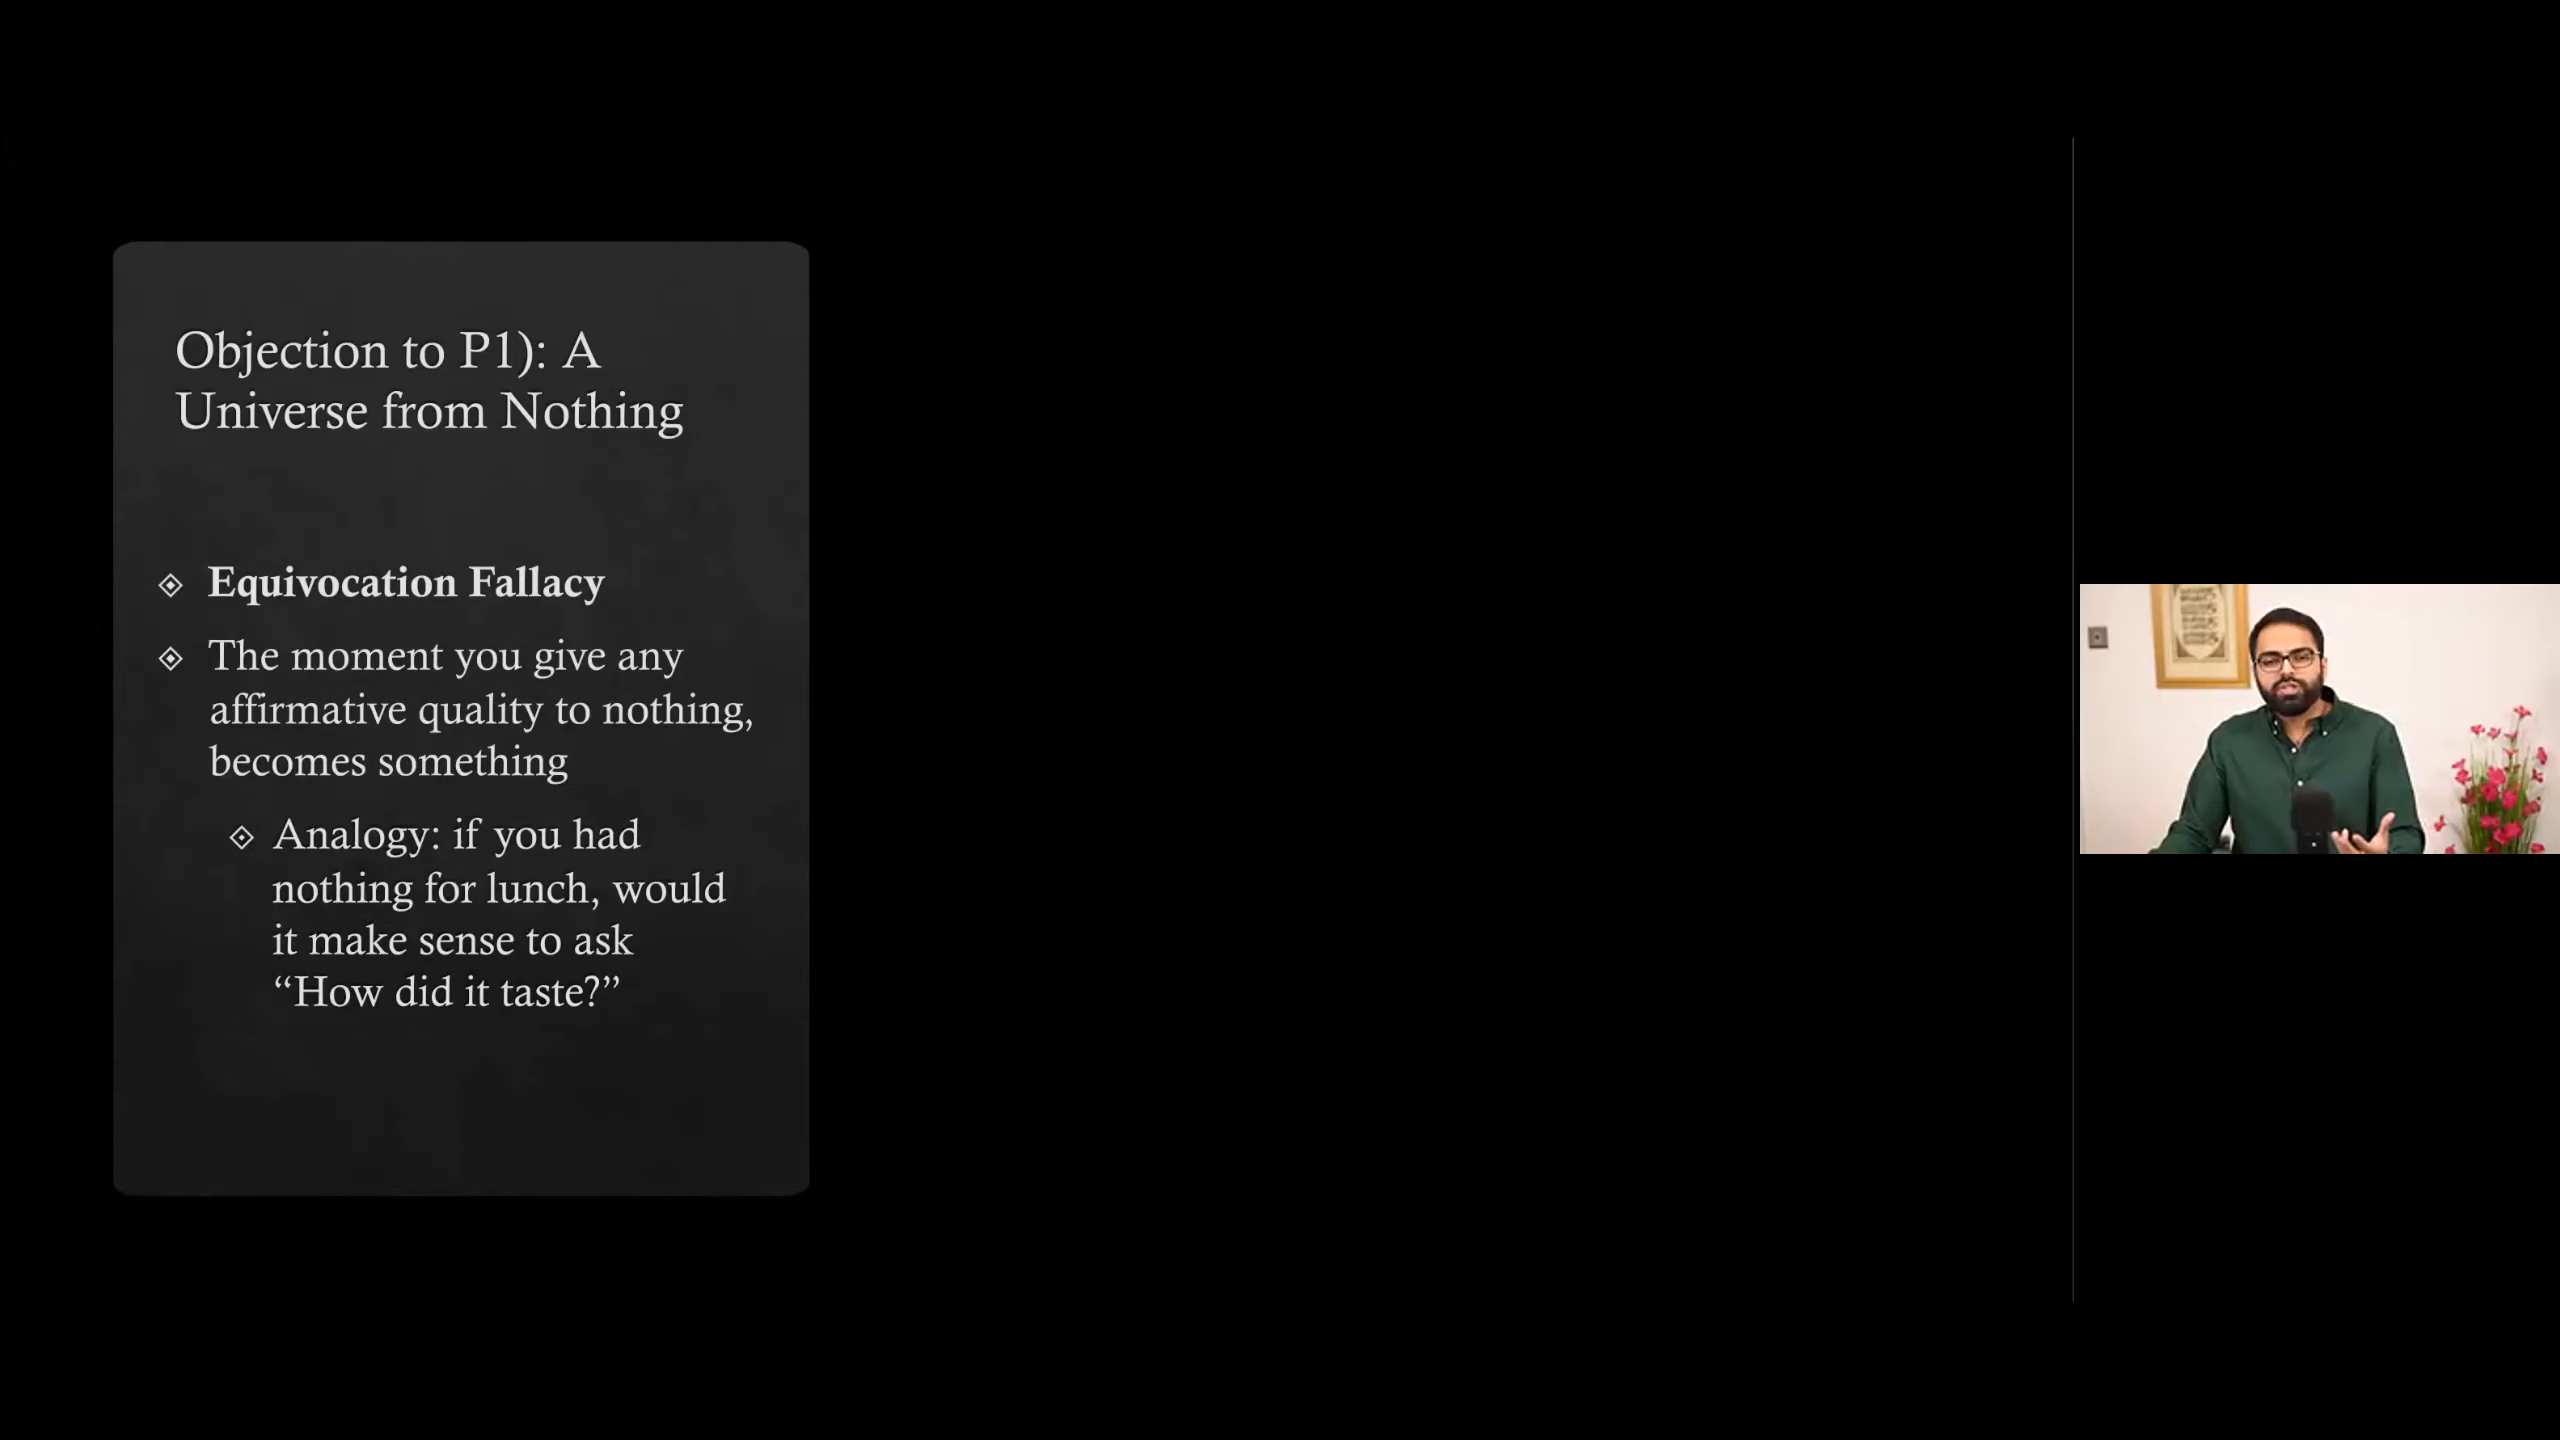 Objection to P1): A
Universe from Nothing
Equivocation Fallacy
The moment you give any
affirmative quality to nothing,
becomes something
Analogy: if you had
nothing for lunch, would
it make sense to ask
“How did it taste?”